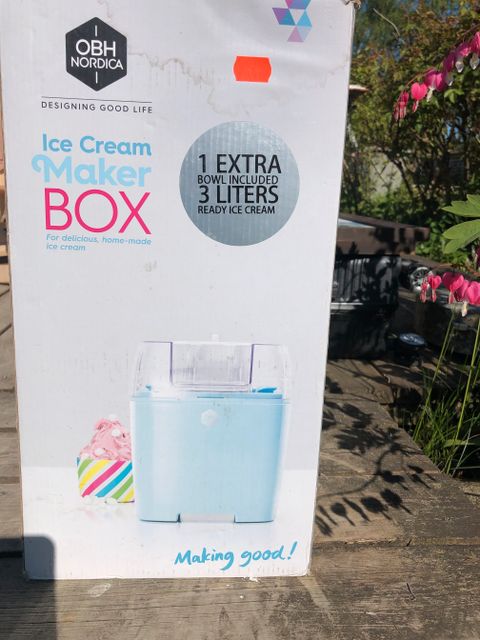 OBH
NORDICA
DESIGNING GOOD LIFE
Ice Cream
Maker
BOX
For delicious, home-made
ice cream
1 EXTRA
BOWL INCLUDED
3 LITERS
READY ICE CREAM
Making good!